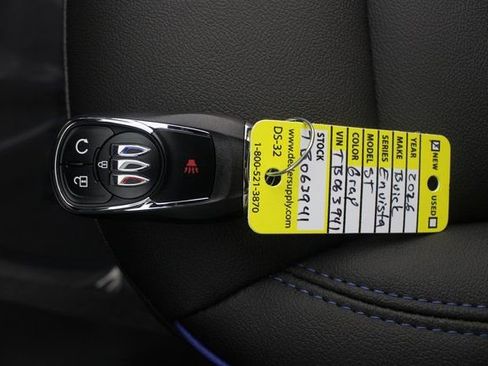 NEW USED
YEAR 2026
MAKE Buick
SERIES Envista
MODEL ST
COLOR Gray
VIN TB063941
STOCK TB063941
www.dealersupply.com
DS-32
1-800-521-3870